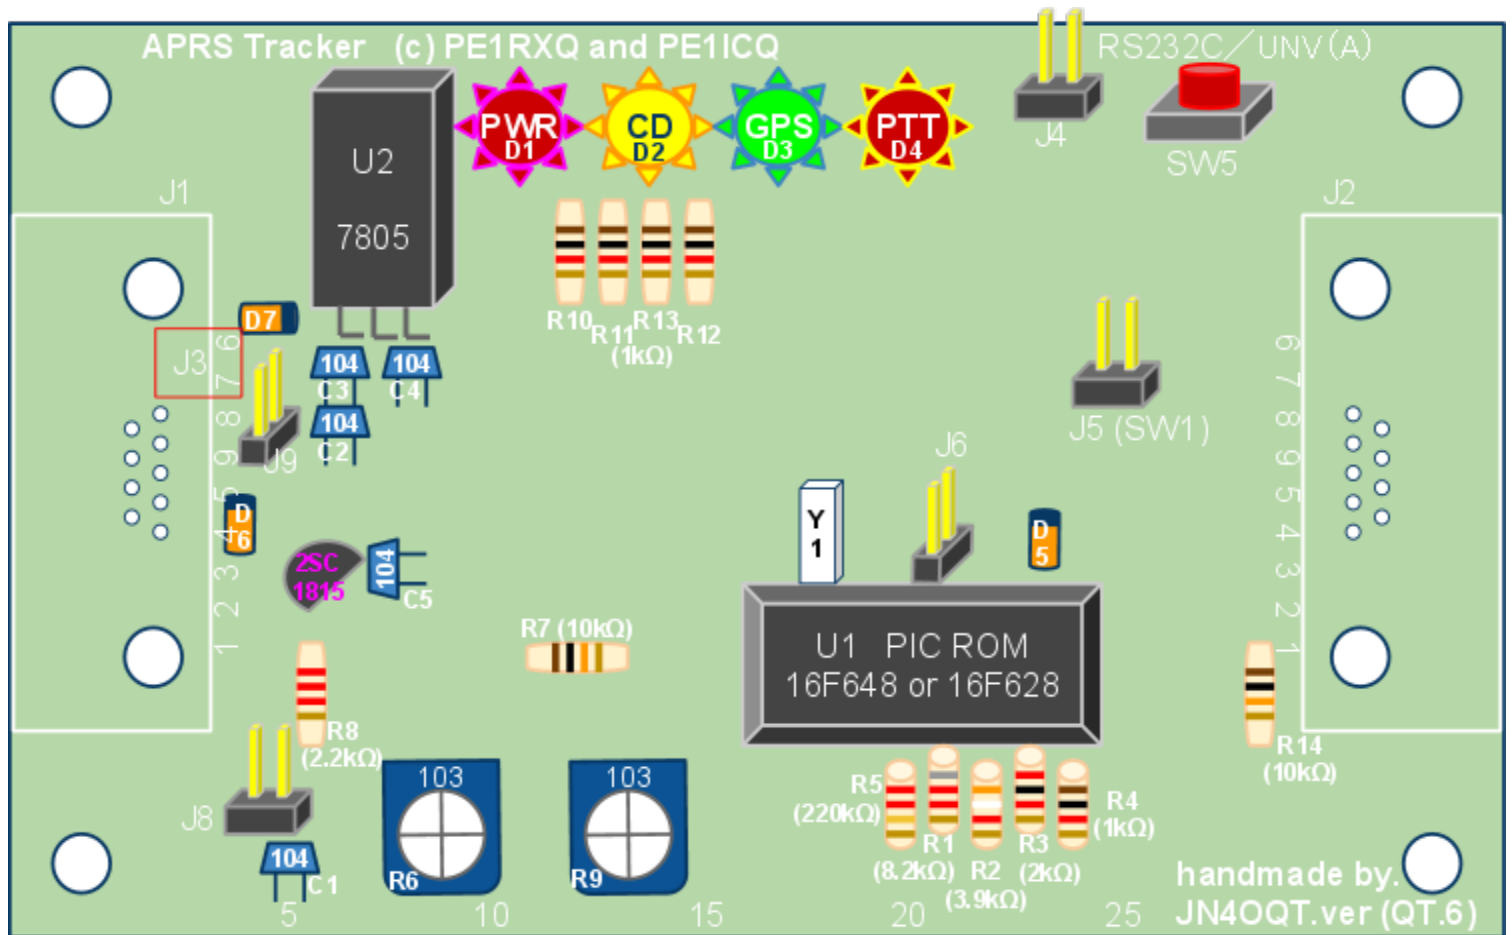 APRS Tracker (c) PE1RXQ and PE1ICQ
RS232C／UNV(A)
J4
SW5
PWR
D1
CD
D2
GPS
D3
PTT
D4
U2
7805
J1
J2
R10
R11
R13
R12
(1kΩ)
D7
J3
6
7
8
9
5
4
3
2
1
104
C3
104
C4
104
C2
J9
D
6
2SC
1815
104
C5
J5 (SW1)
6
7
8
9
5
4
3
2
1
J6
Y
1
D
5
R7 (10kΩ)
U1 PIC ROM
16F648 or 16F628
R8
(2.2kΩ)
R14
(10kΩ)
J8
104
C1
103
R6
103
R9
R5
(220kΩ)
R1
(8.2kΩ)
R2
(3.9kΩ)
R3
(2kΩ)
R4
(1kΩ)
handmade by.
JN4OQT.ver (QT.6)
5
10
15
20
25